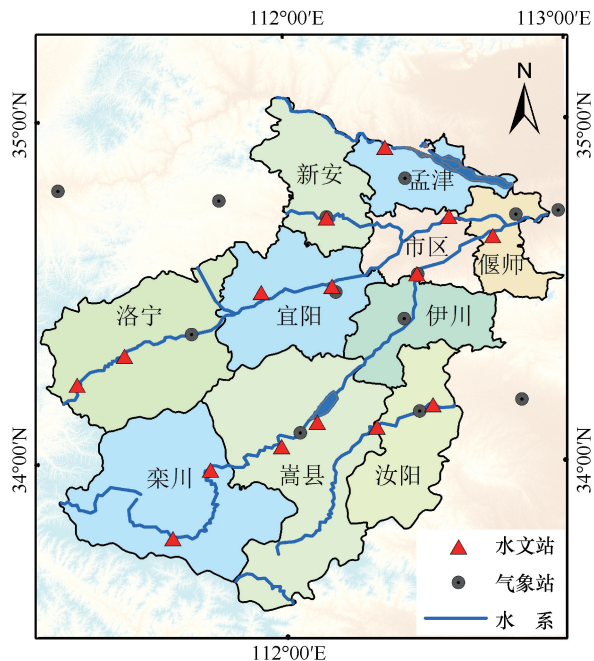 112°00′E
113°00′E
N
35°00′N
35°00′N
新安
孟津
市区
偃师
洛宁
宜阳
伊川
34°00′N
34°00′N
栾川
嵩县
汝阳
水文站
气象站
水 系
112°00′E